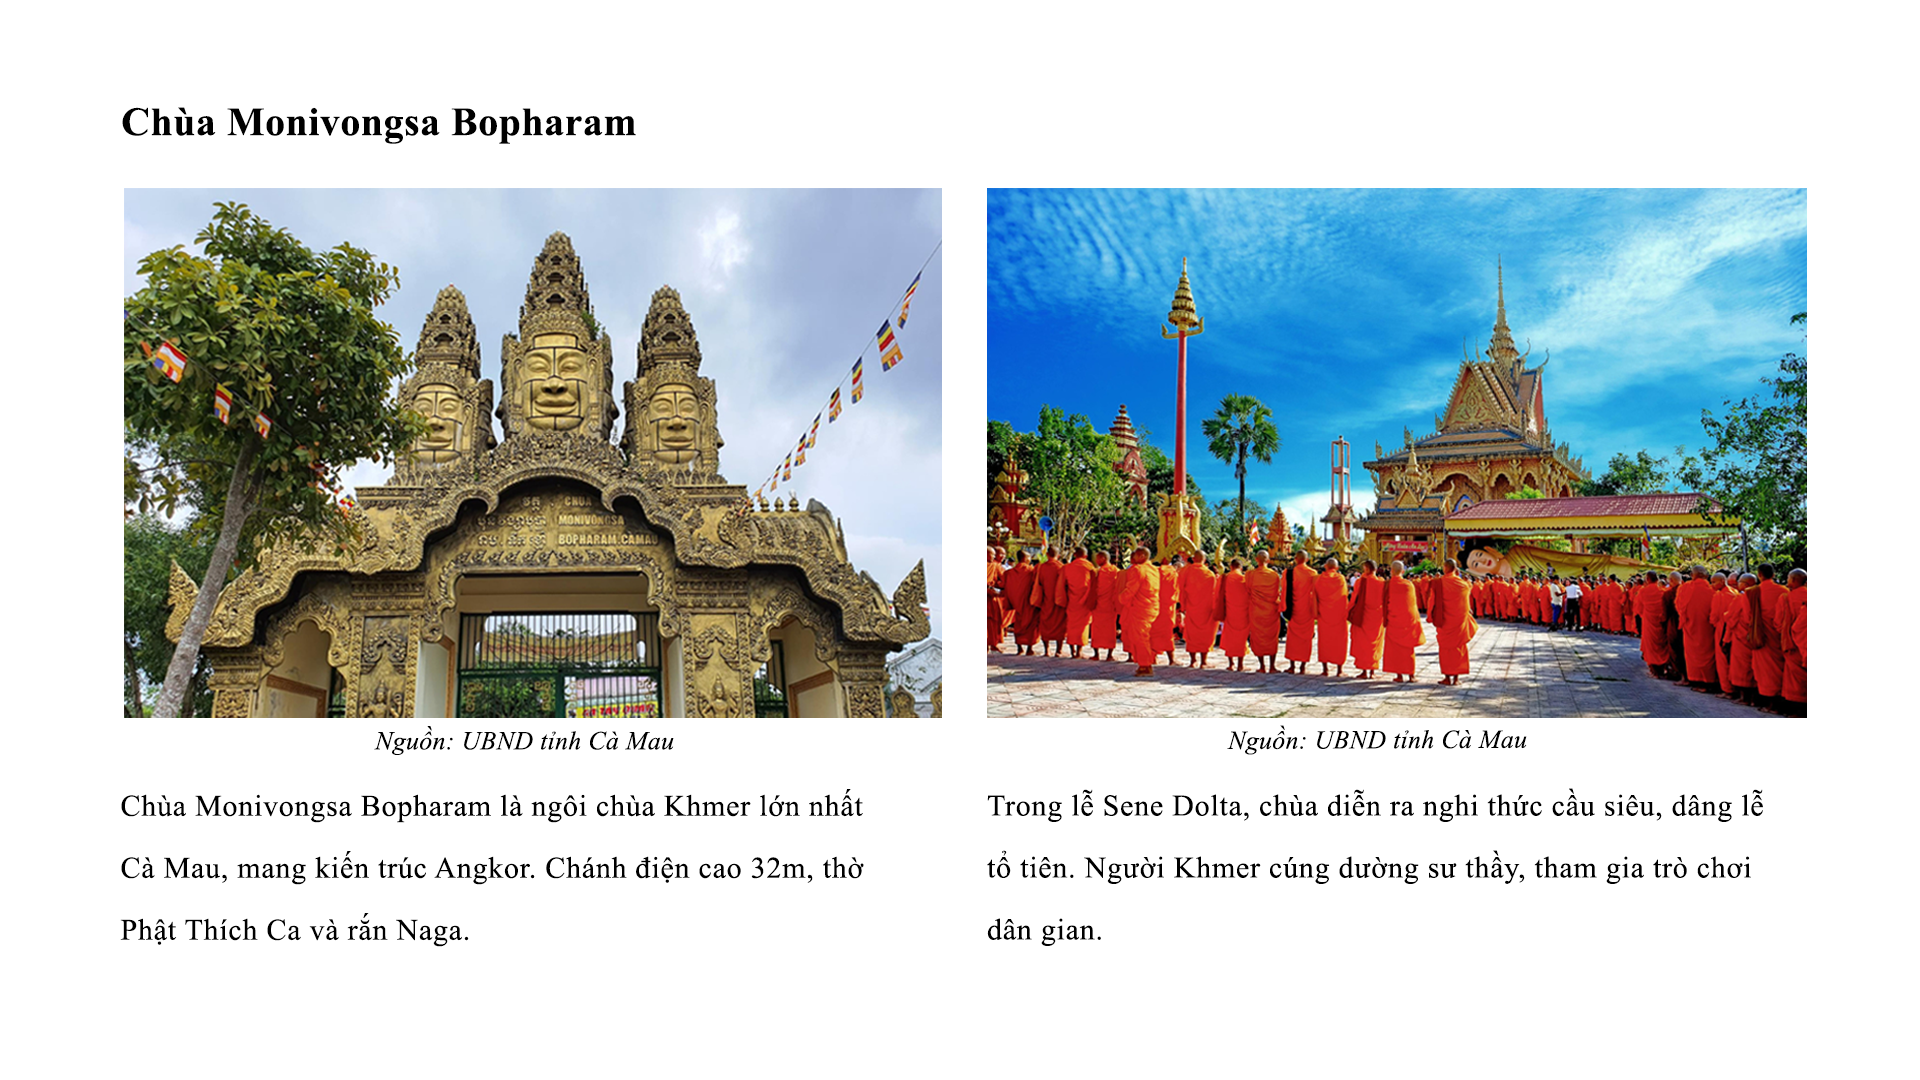 Chùa Monivongsa Bopharam
CHÙA
MONIVONGSA
BOPHARAM CAMAU
Nguồn: UBND tỉnh Cà Mau
Chùa Monivongsa Bopharam là ngôi chùa Khmer lớn nhất
Cà Mau, mang kiến trúc Angkor. Chánh điện cao 32m, thờ
Phật Thích Ca và rắn Naga.
Nguồn: UBND tỉnh Cà Mau
Trong lễ Sene Dolta, chùa diễn ra nghi thức cầu siêu, dâng lễ
tổ tiên. Người Khmer cúng dường sư thầy, tham gia trò chơi
dân gian.